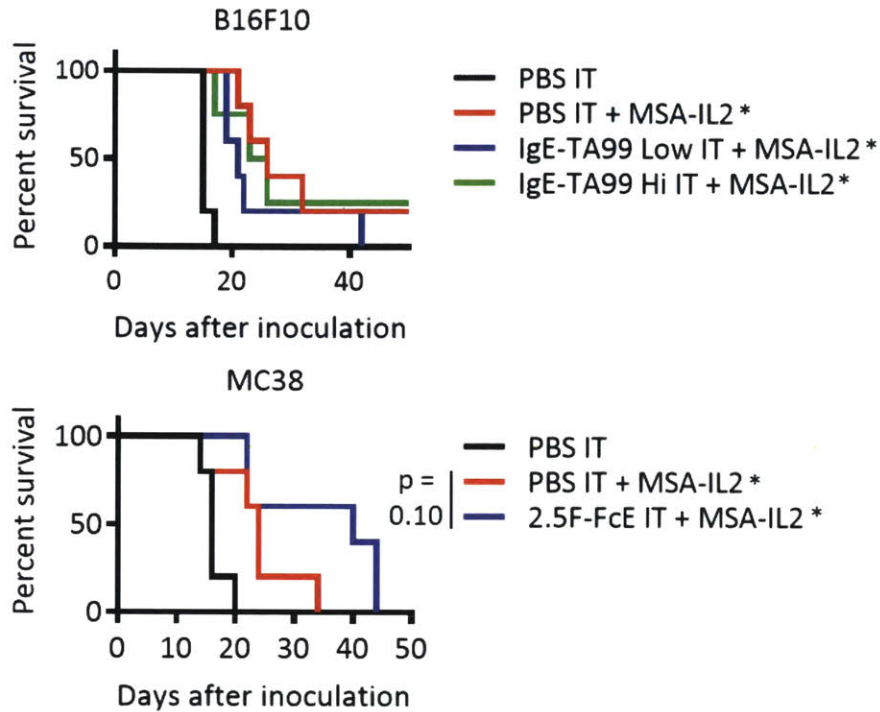 B16F10
Percent survival
100
50
0
0 20 40
Days after inoculation
PBS IT
PBS IT + MSA-IL2 *
IgE-TA99 Low IT + MSA-IL2 *
IgE-TA99 Hi IT + MSA-IL2 *
MC38
Percent survival
100
50
0
0 10 20 30 40 50
Days after inoculation
p =
0.10
PBS IT
PBS IT + MSA-IL2 *
2.5F-FcE IT + MSA-IL2 *